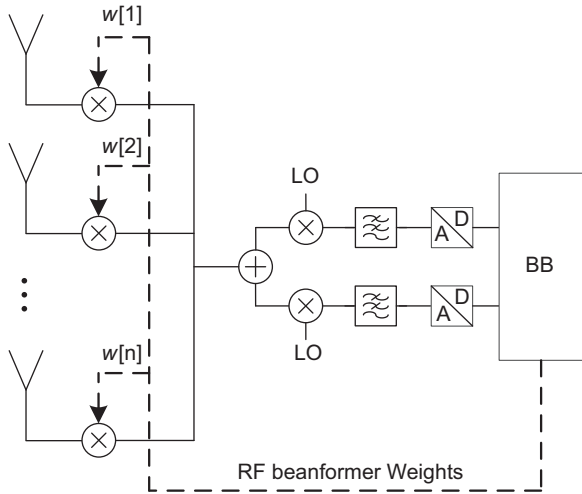 w[1]
w[2]
LO
A D
BB
A D
LO
w[n]
RF beanformer Weights